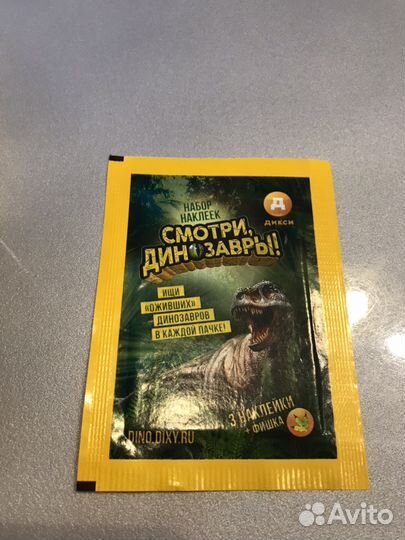 НАБОР
НАКЛЕЕК
Д
ДИКСИ
СМОТРИ,
ДИНОЗАВРЫ!
ИЩИ
«ОЖИВШИХ»
ДИНОЗАВРОВ
В КАЖДОЙ ПАЧКЕ!
3 НАКЛЕЙКИ
+ ФИШКА
DINO.DIXY.RU
Avito